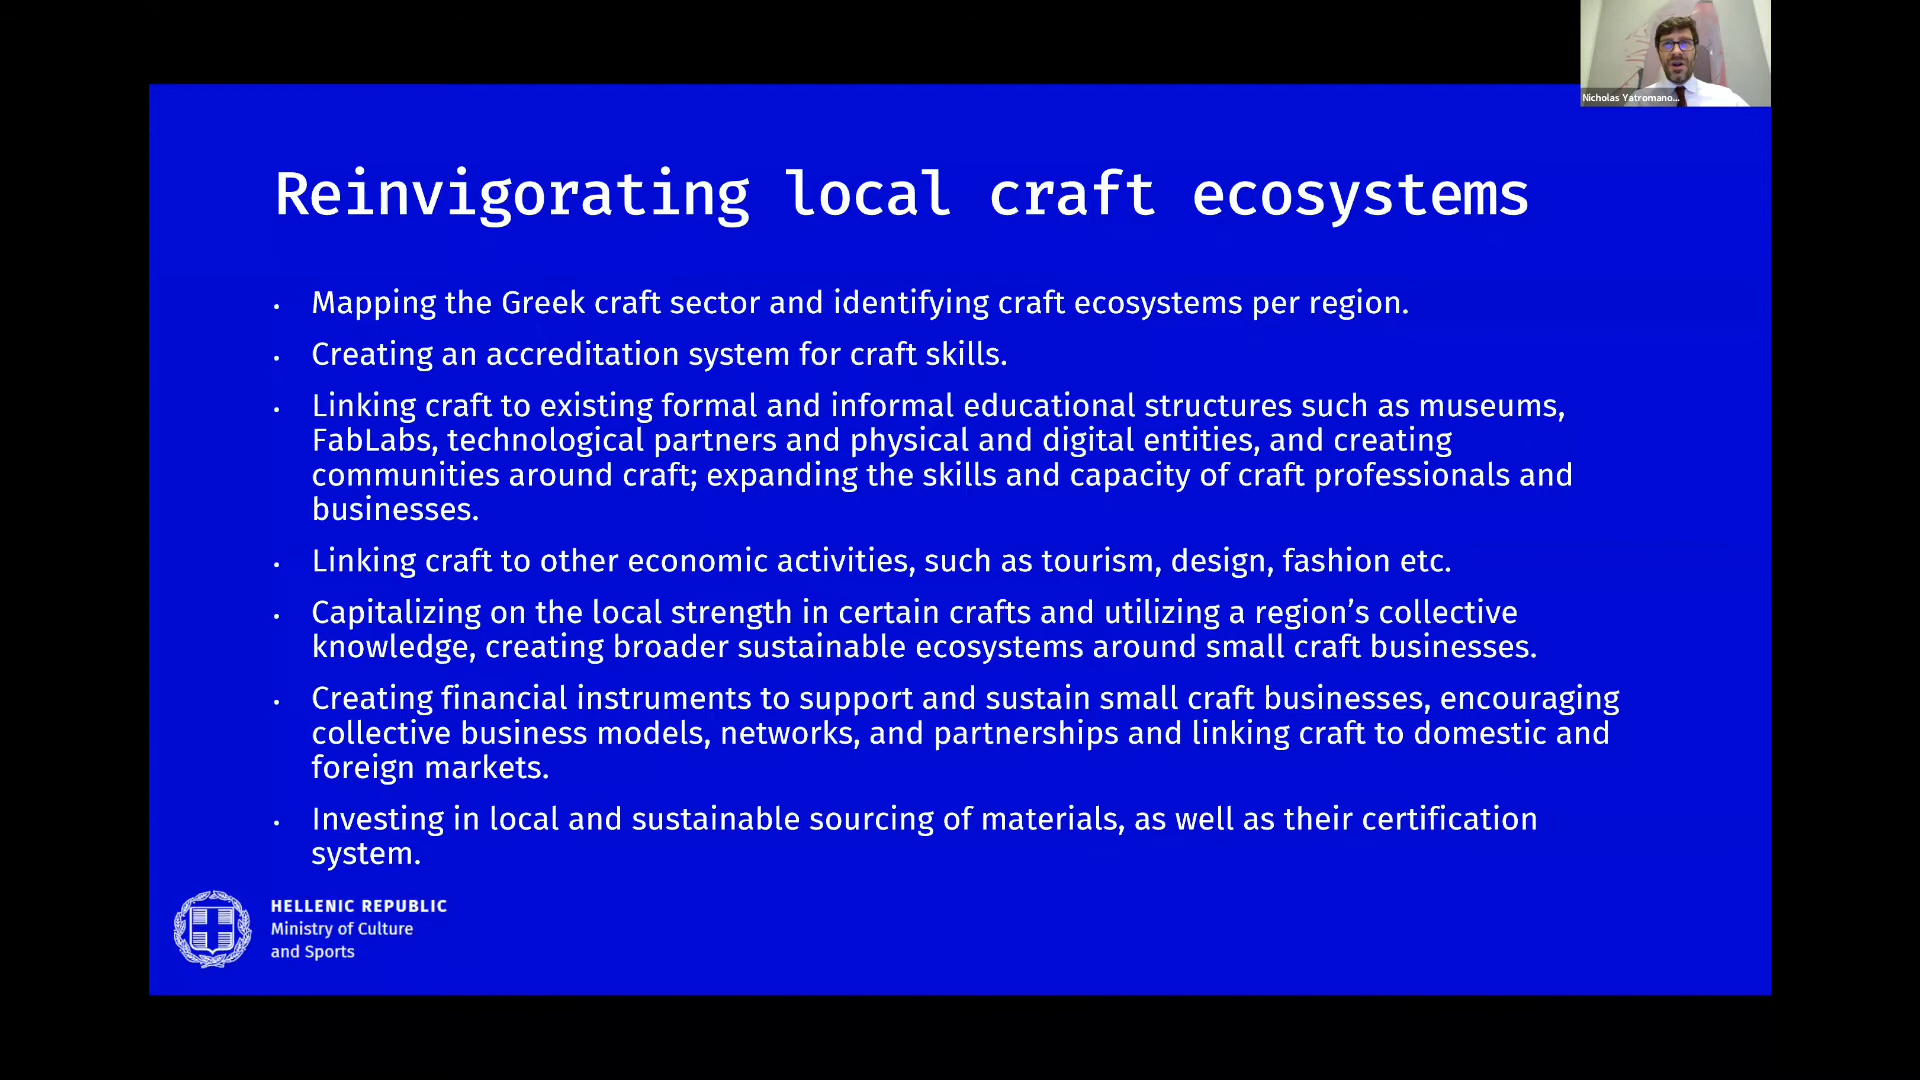 Nicholas Yatromano...
Reinvigorating local craft ecosystems
• Mapping the Greek craft sector and identifying craft ecosystems per region.
• Creating an accreditation system for craft skills.
• Linking craft to existing formal and informal educational structures such as museums,
FabLabs, technological partners and physical and digital entities, and creating
communities around craft; expanding the skills and capacity of craft professionals and
businesses.
• Linking craft to other economic activities, such as tourism, design, fashion etc.
• Capitalizing on the local strength in certain crafts and utilizing a region’s collective
knowledge, creating broader sustainable ecosystems around small craft businesses.
• Creating financial instruments to support and sustain small craft businesses, encouraging
collective business models, networks, and partnerships and linking craft to domestic and
foreign markets.
• Investing in local and sustainable sourcing of materials, as well as their certification
system.
HELLENIC REPUBLIC
Ministry of Culture
and Sports